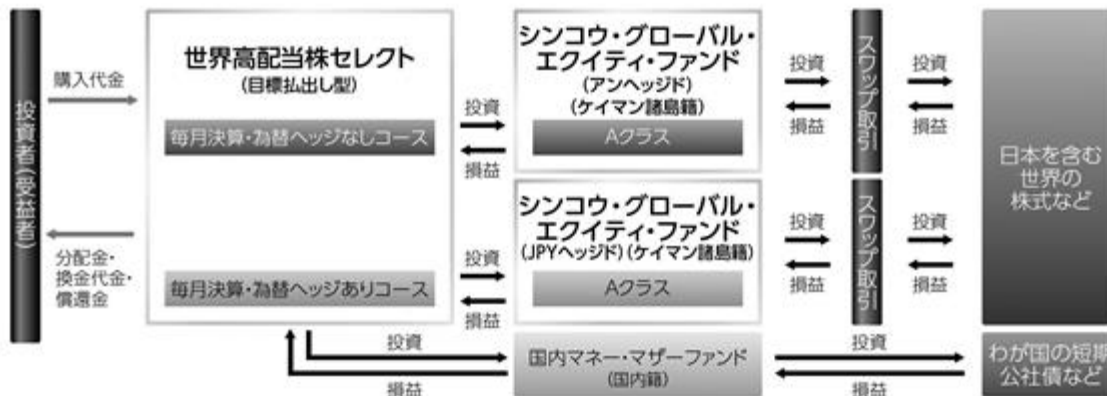 投資者(受益者)
購入代金
分配金・
換金代金・
償還金
世界高配当株セレクト
(目標払出し型)
毎月決算・為替ヘッジなしコース
毎月決算・為替ヘッジありコース
投資
損益
投資
損益
シンコウ・グローバル・
エクイティ・ファンド
(アンヘッジド)
(ケイマン諸島籍)
Aクラス
シンコウ・グローバル・
エクイティ・ファンド
(JPYヘッジド)(ケイマン諸島籍)
Aクラス
投資
損益
スワップ取引
投資
損益
投資
損益
スワップ取引
投資
損益
日本を含む
世界の
株式など
投資
損益
国内マネー・マザーファンド
(国内籍)
投資
損益
わが国の短期
公社債など